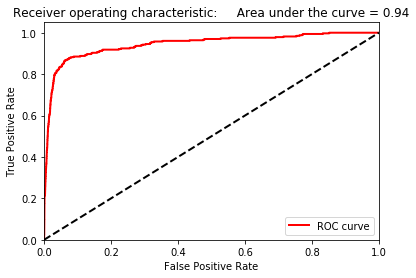 Receiver operating characteristic: Area under the curve = 0.94
1.0
0.8
0.6
0.4
0.2
0.0
True Positive Rate
ROC curve
0.0 0.2 0.4 0.6 0.8 1.0
False Positive Rate